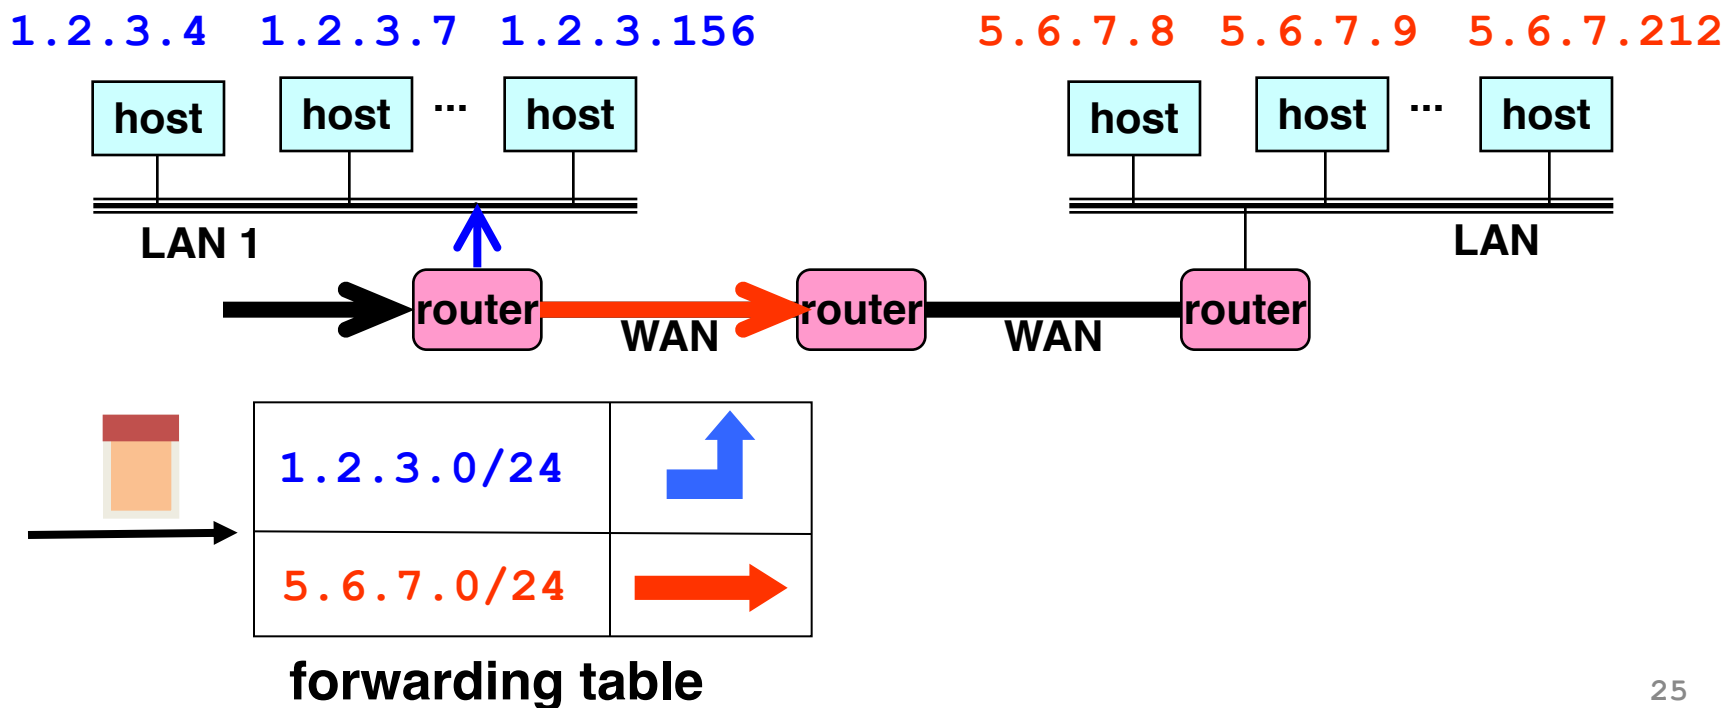 1.2.3.4 1.2.3.7 1.2.3.156 5.6.7.8 5.6.7.9 5.6.7.212
host host ... host host host ... host
LAN 1 LAN
router router router
WAN WAN
1.2.3.0/24
5.6.7.0/24
forwarding table
25